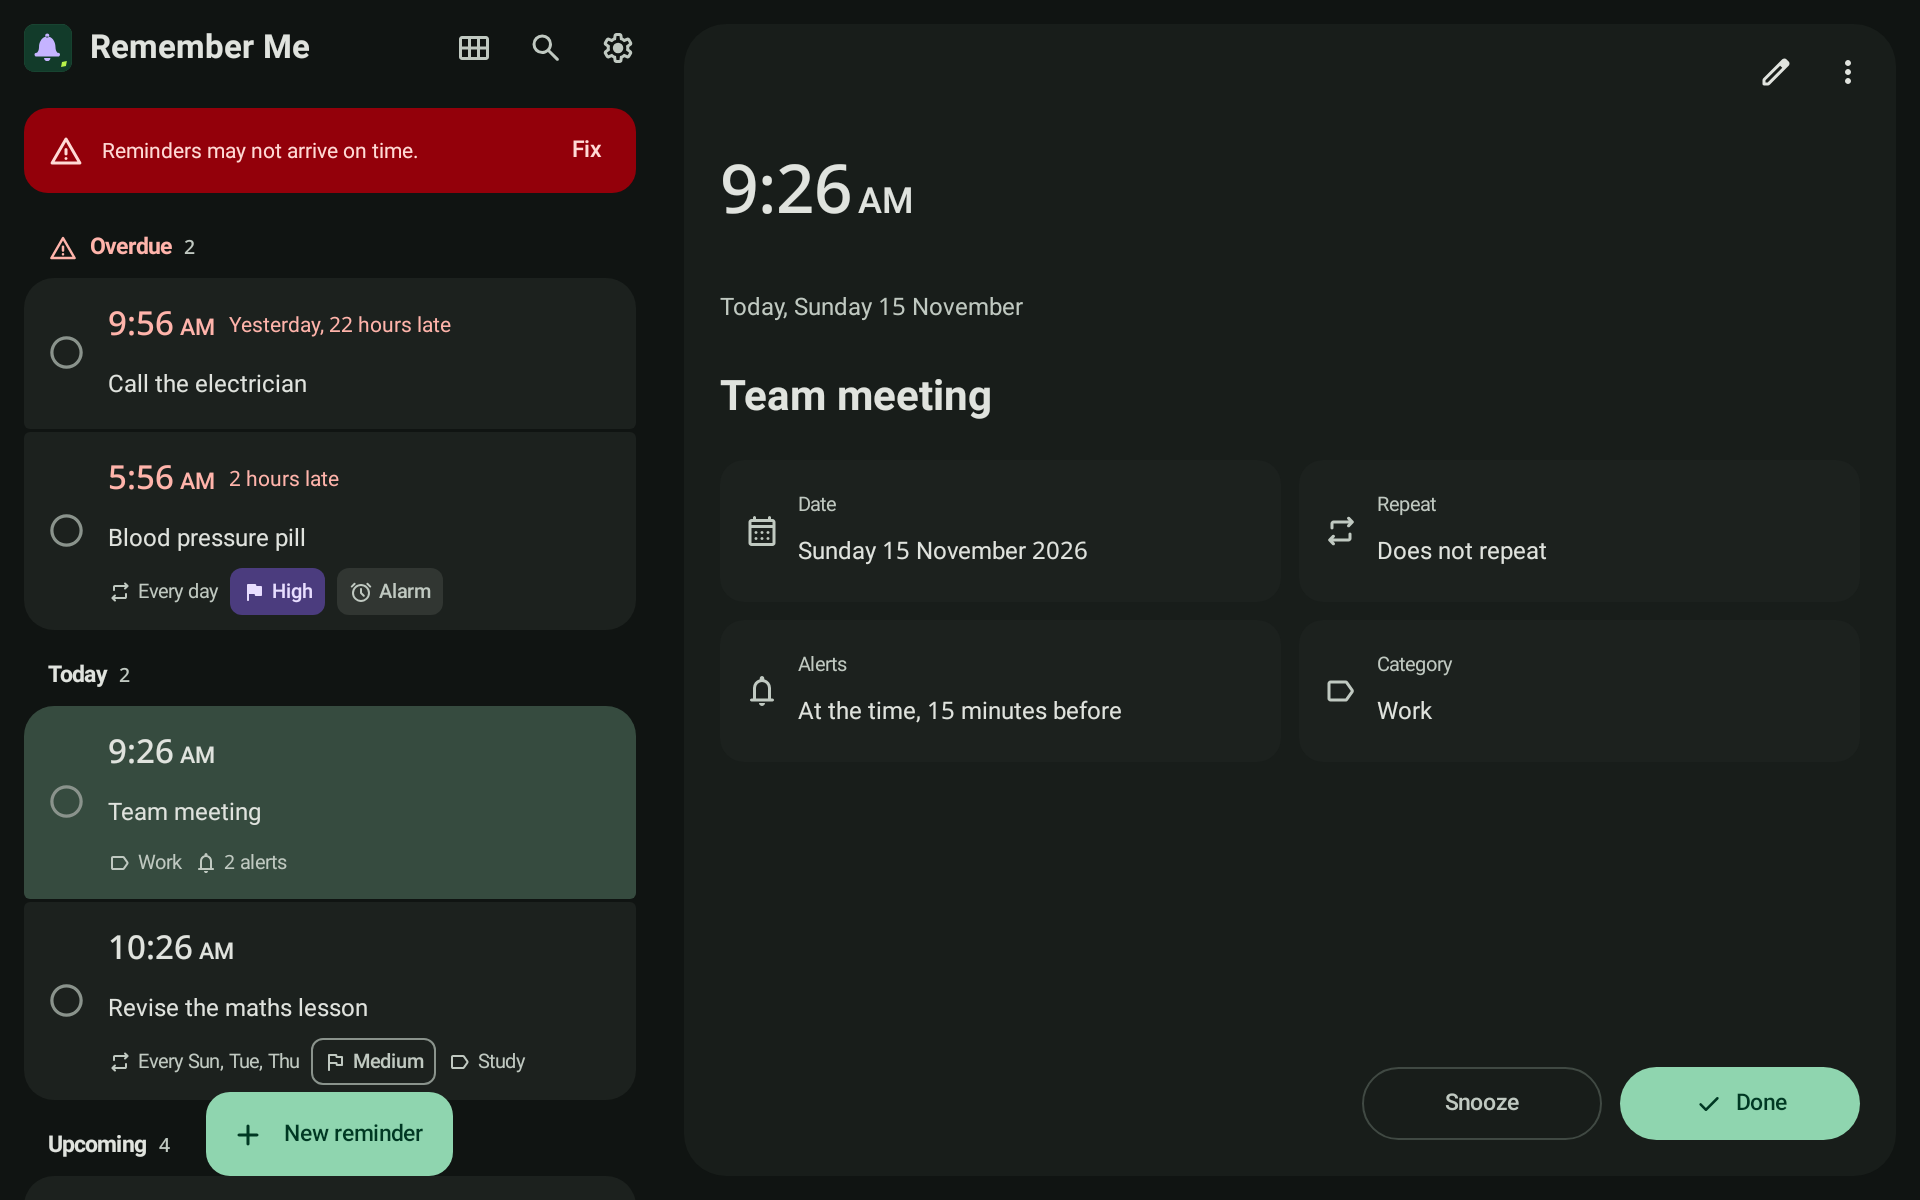 Remember Me
Reminders may not arrive on time.
Fix
Overdue 2
9:56 AM Yesterday, 22 hours late
Call the electrician
5:56 AM 2 hours late
Blood pressure pill
Every day High Alarm
Today 2
9:26 AM
Team meeting
Work 2 alerts
10:26 AM
Revise the maths lesson
Every Sun, Tue, Thu Medium Study
Upcoming 4
New reminder
9:26 AM
Today, Sunday 15 November
Team meeting
Date
Sunday 15 November 2026
Repeat
Does not repeat
Alerts
At the time, 15 minutes before
Category
Work
Snooze
Done